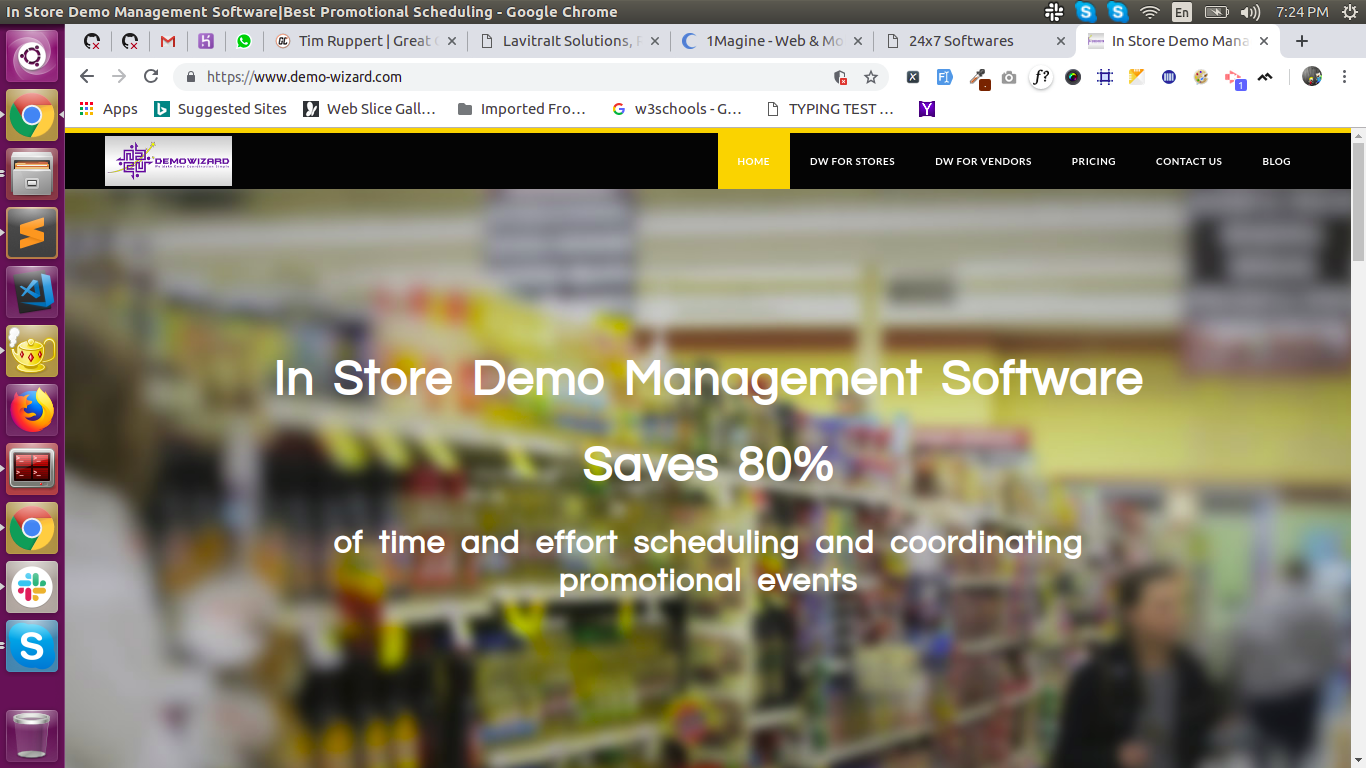 In Store Demo Management Software|Best Promotional Scheduling - Google Chrome
En
7:24 PM
Tim Ruppert | Great
LavitraIt Solutions,
1Magine - Web & Mo
24x7 Softwares
In Store Demo Mana
https://www.demo-wizard.com
f?
1
Apps
Suggested Sites
Web Slice Gall...
Imported Fro...
w3schools - G...
TYPING TEST ...
DEMOWIZARD
HOME
DW FOR STORES
DW FOR VENDORS
PRICING
CONTACT US
BLOG
In Store Demo Management Software
Saves 80%
of time and effort scheduling and coordinating
promotional events